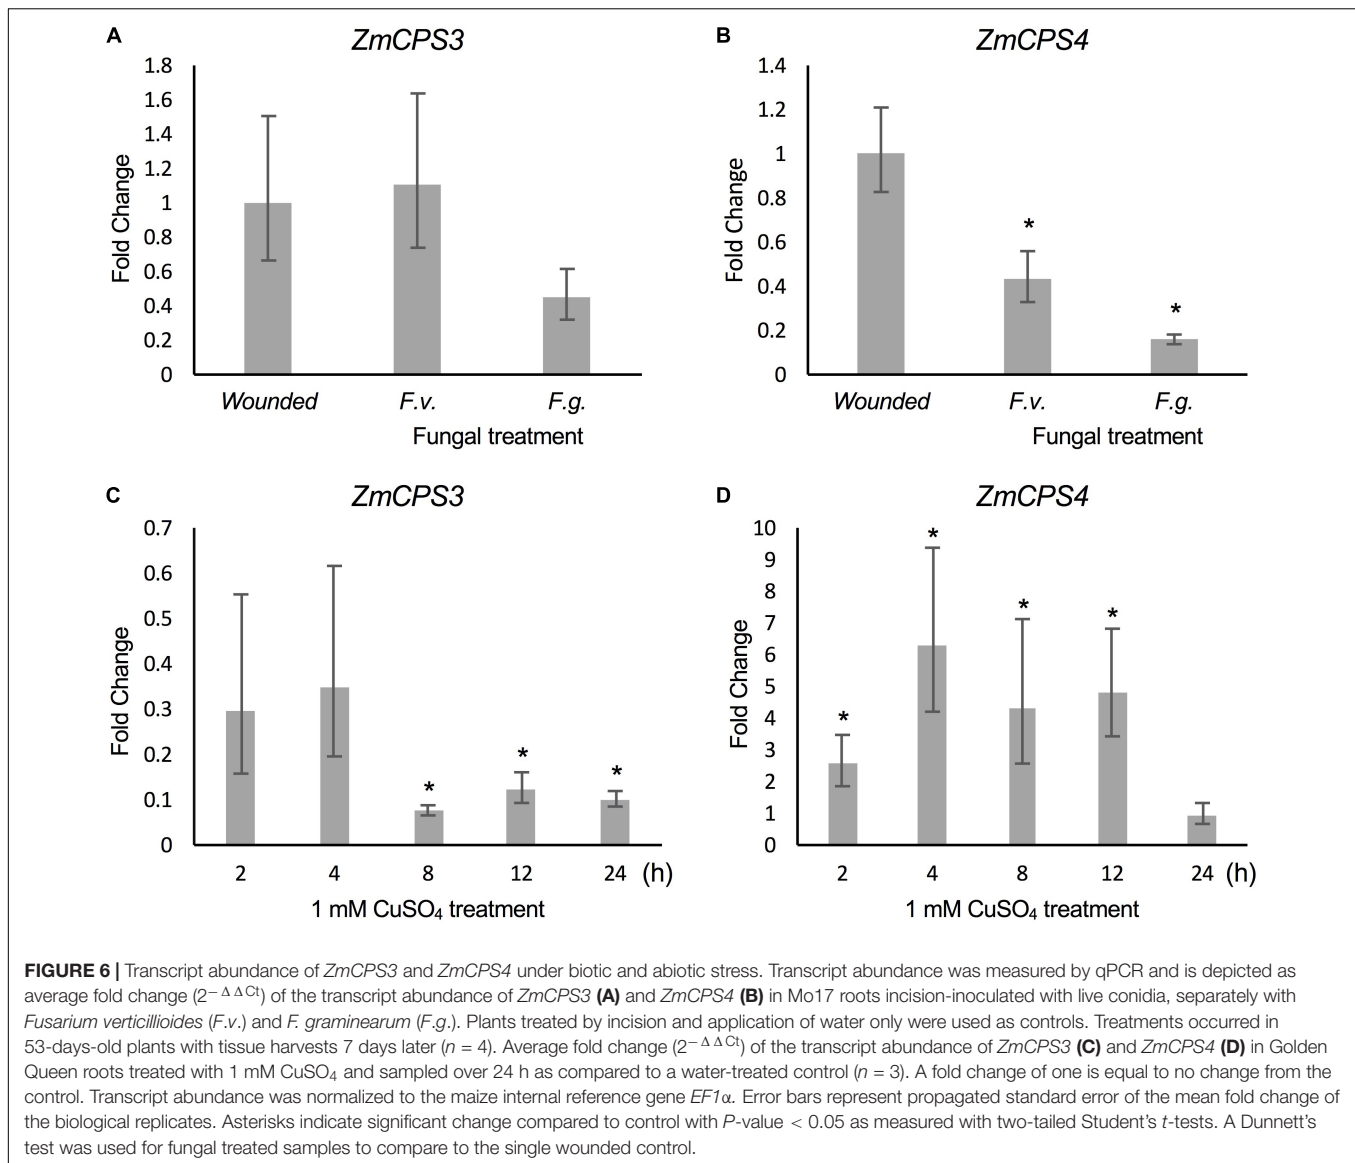 A
ZmCPS3
1.8
1.6
1.4
1.2
1
0.8
0.6
0.4
0.2
0
Fold Change
Wounded F.v. F.g.
Fungal treatment
B
ZmCPS4
1.4
1.2
1
0.8
0.6
0.4
0.2
0
Fold Change
*
*
Wounded F.v. F.g.
Fungal treatment
C
ZmCPS3
0.7
0.6
0.5
0.4
0.3
0.2
0.1
0
Fold Change
* * *
2 4 8 12 24 (h)
1 mM CuSO₄ treatment
D
ZmCPS4
10
9
8
7
6
5
4
3
2
1
0
Fold Change
* * * *
2 4 8 12 24 (h)
1 mM CuSO₄ treatment
FIGURE 6 | Transcript abundance of ZmCPS3 and ZmCPS4 under biotic and abiotic stress. Transcript abundance was measured by qPCR and is depicted as
average fold change (2⁻ΔΔCt) of the transcript abundance of ZmCPS3 (A) and ZmCPS4 (B) in Mo17 roots incision-inoculated with live conidia, separately with
Fusarium verticillioides (F.v.) and F. graminearum (F.g.). Plants treated by incision and application of water only were used as controls. Treatments occurred in
53-days-old plants with tissue harvests 7 days later (n = 4). Average fold change (2⁻ΔΔCt) of the transcript abundance of ZmCPS3 (C) and ZmCPS4 (D) in Golden
Queen roots treated with 1 mM CuSO₄ and sampled over 24 h as compared to a water-treated control (n = 3). A fold change of one is equal to no change from the
control. Transcript abundance was normalized to the maize internal reference gene EF1α. Error bars represent propagated standard error of the mean fold change of
the biological replicates. Asterisks indicate significant change compared to control with P-value < 0.05 as measured with two-tailed Student’s t-tests. A Dunnett’s
test was used for fungal treated samples to compare to the single wounded control.